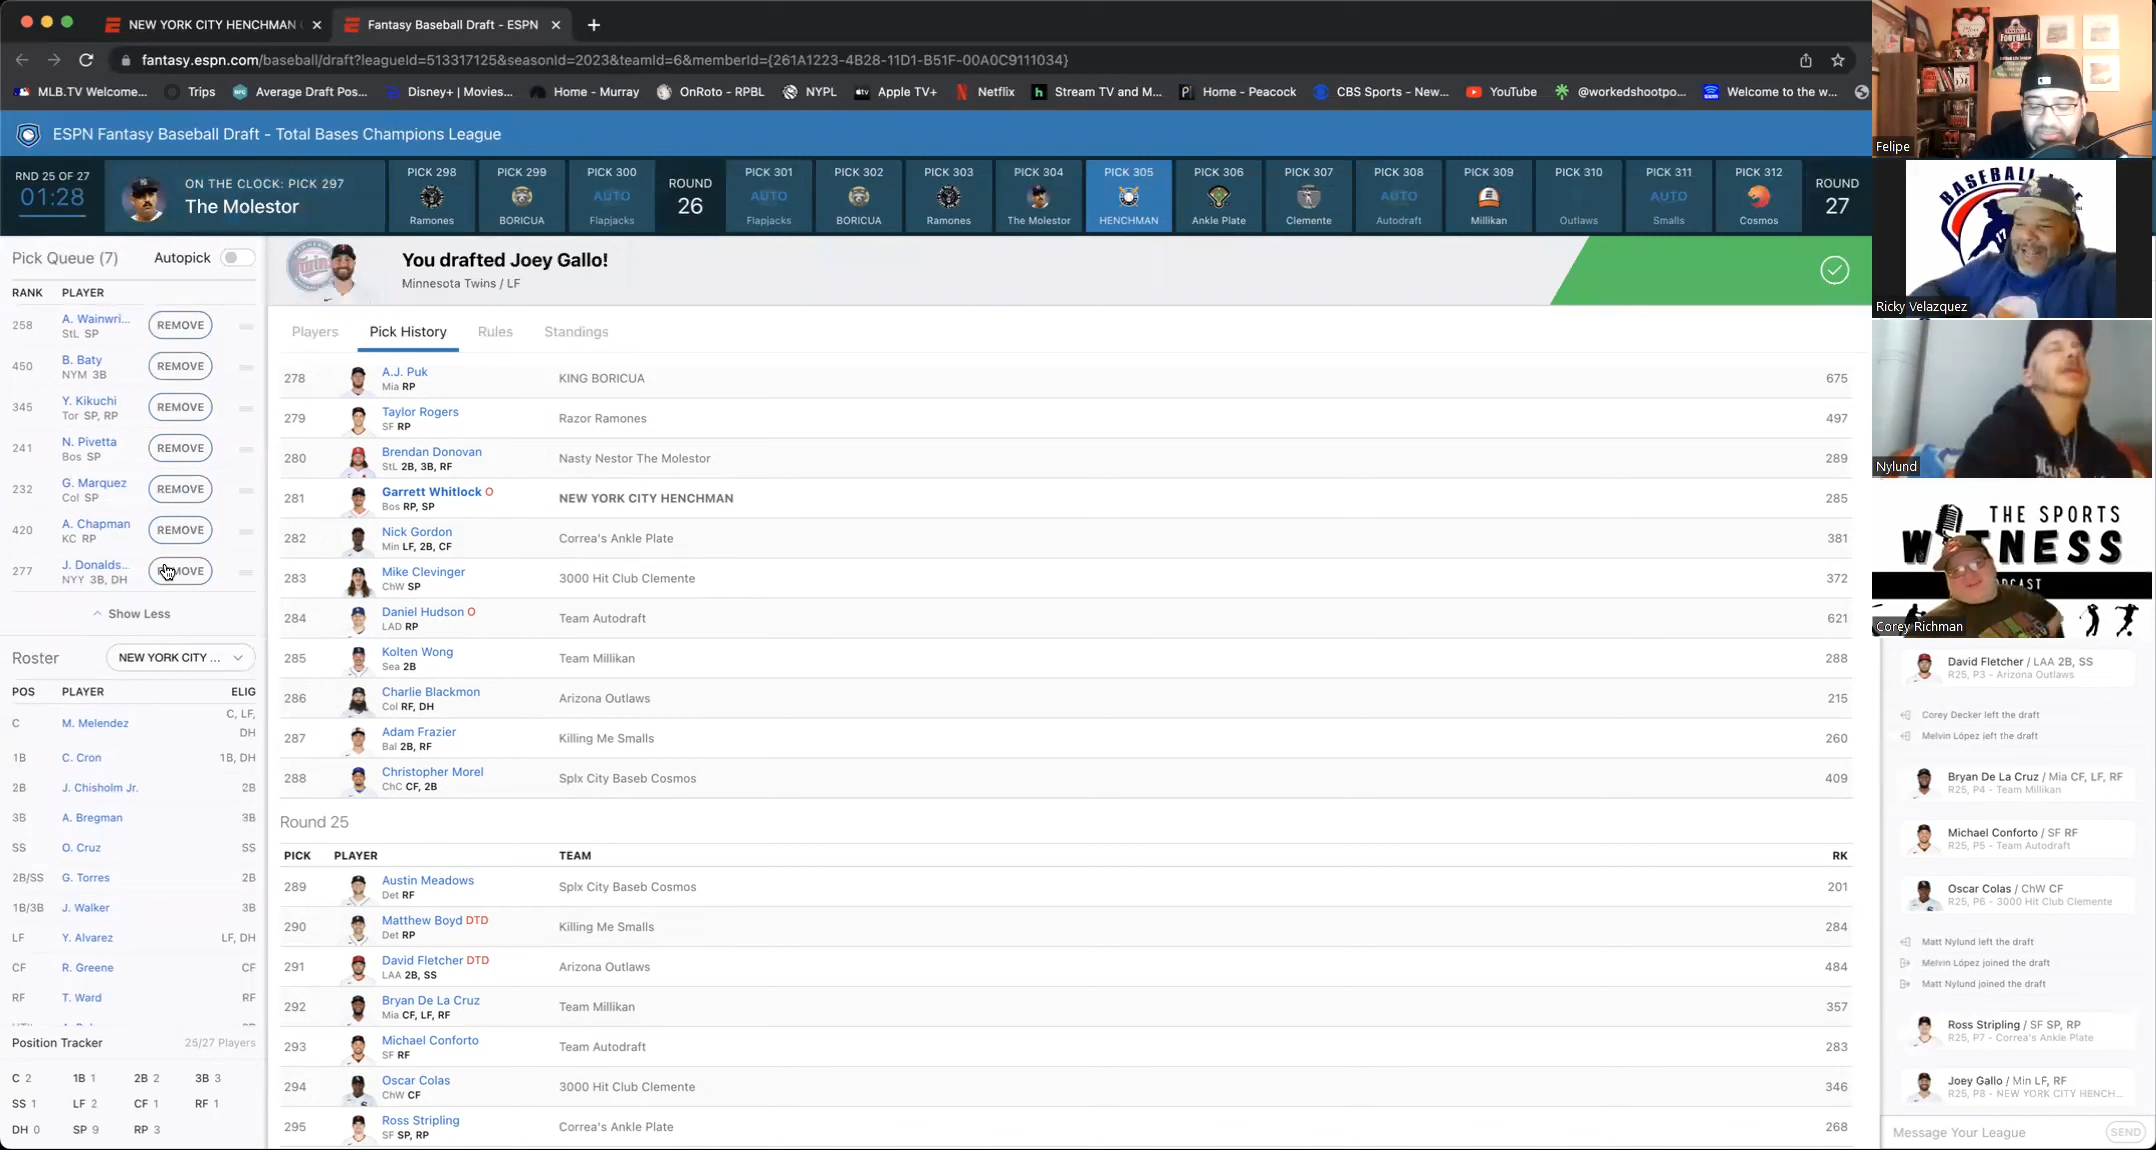 NEW YORK CITY HENCHMAN
Fantasy Baseball Draft - ESPN
fantasy.espn.com/baseball/draft?leagueId=513317125&seasonId=2023&teamId=6&memberId={261A1223-4B28-11D1-B51F-00A0C9111034}
MLB.TV Welcome... Trips Average Draft Pos... Disney+ | Movies... Home - Murray OnRoto - RPBL NYPL Apple TV+ Netflix Stream TV and M... Home - Peacock CBS Sports - New... YouTube @workedshootpo... Welcome to the w...
ESPN Fantasy Baseball Draft - Total Bases Champions League
RND 25 OF 27
01:28
ON THE CLOCK: PICK 297
The Molestor
PICK 298
Ramones
PICK 299
BORICUA
PICK 300
AUTO
Flapjacks
ROUND
26
PICK 301
AUTO
Flapjacks
PICK 302
BORICUA
PICK 303
Ramones
PICK 304
The Molestor
PICK 305
HENCHMAN
PICK 306
Ankle Plate
PICK 307
Clemente
PICK 308
AUTO
Autodraft
PICK 309
Millikan
PICK 310
Outlaws
PICK 311
AUTO
Smalls
PICK 312
Cosmos
ROUND
27
Pick Queue (7) Autopick
RANK PLAYER
258 A. Wainwri... REMOVE
StL SP
450 B. Baty REMOVE
NYM 3B
345 Y. Kikuchi REMOVE
Tor SP, RP
241 N. Pivetta REMOVE
Bos SP
232 G. Marquez REMOVE
Col SP
420 A. Chapman REMOVE
KC RP
277 J. Donalds...
NYY 3B, DH
Show Less
Roster NEW YORK CITY ...
POS PLAYER ELIG
C M. Melendez C, LF, DH
1B C. Cron 1B, DH
2B J. Chisholm Jr. 2B
3B A. Bregman 3B
SS O. Cruz SS
2B/SS G. Torres 2B
1B/3B J. Walker 3B
LF Y. Alvarez LF, DH
CF R. Greene CF
RF T. Ward RF
Position Tracker 25/27 Players
C 2 1B 1 2B 2 3B 3
SS 1 LF 2 CF 1 RF 1
DH 0 SP 9 RP 3
You drafted Joey Gallo!
Minnesota Twins / LF
Players Pick History Rules Standings
278 A.J. Puk KING BORICUA 675
Mia RP
279 Taylor Rogers Razor Ramones 497
SF RP
280 Brendan Donovan Nasty Nestor The Molestor 289
StL 2B, 3B, RF
281 Garrett Whitlock O NEW YORK CITY HENCHMAN 285
Bos RP, SP
282 Nick Gordon Correa's Ankle Plate 381
Min LF, 2B, CF
283 Mike Clevinger 3000 Hit Club Clemente 372
ChW SP
284 Daniel Hudson O Team Autodraft 621
LAD RP
285 Kolten Wong Team Millikan 288
Sea 2B
286 Charlie Blackmon Arizona Outlaws 215
Col RF, DH
287 Adam Frazier Killing Me Smalls 260
Bal 2B, RF
288 Christopher Morel Splx City Baseb Cosmos 409
ChC CF, 2B
Round 25
PICK PLAYER TEAM RK
289 Austin Meadows Splx City Baseb Cosmos 201
Det RF
290 Matthew Boyd DTD Killing Me Smalls 284
Det RP
291 David Fletcher DTD Arizona Outlaws 484
LAA 2B, SS
292 Bryan De La Cruz Team Millikan 357
Mia CF, LF, RF
293 Michael Conforto Team Autodraft 283
SF RF
294 Oscar Colas 3000 Hit Club Clemente 346
ChW CF
295 Ross Stripling Correa's Ankle Plate 268
SF SP, RP
FOOTBALL
Felipe
BASEBALL
Ricky Velazquez
Nylund
THE SPORTS
Corey Richman
David Fletcher / LAA 2B, SS
R25, P3 - Arizona Outlaws
Corey Decker left the draft
Melvin López left the draft
Bryan De La Cruz / Mia CF, LF, RF
R25, P4 - Team Millikan
Michael Conforto / SF RF
R25, P5 - Team Autodraft
Oscar Colas / ChW CF
R25, P6 - 3000 Hit Club Clemente
Matt Nylund left the draft
Melvin López joined the draft
Matt Nylund joined the draft
Ross Stripling / SF SP, RP
R25, P7 - Correa's Ankle Plate
Joey Gallo / Min LF, RF
R25, P8 - NEW YORK CITY HENCH...
Message Your League SEND